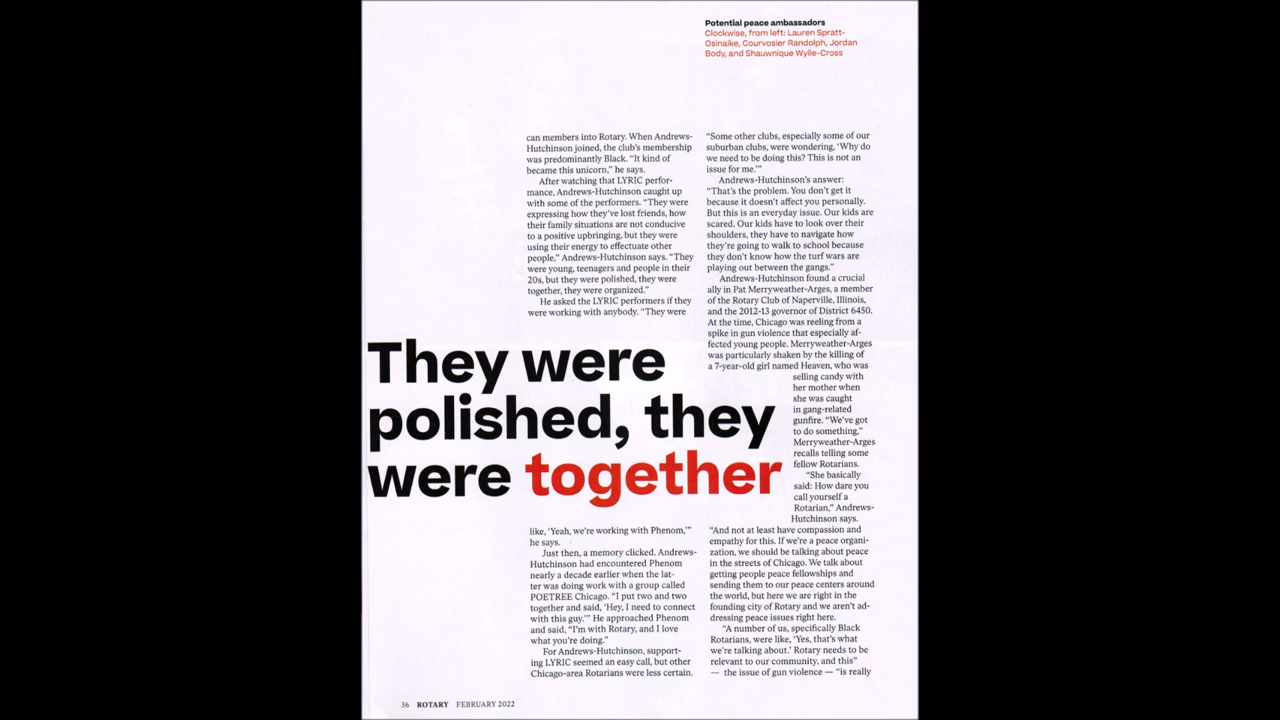 Potential peace ambassadors
Clockwise, from left: Lauren Spratt-
Osinaike, Courvosier Randolph, Jordan
Body, and Shauwnique Wylie-Cross
can members into Rotary. When Andrews-
Hutchinson joined, the club's membership
was predominantly Black. "It kind of
became this unicorn," he says.
After watching that LYRIC perfor-
mance, Andrews-Hutchinson caught up
with some of the performers. "They were
expressing how they've lost friends, how
their family situations are not conducive
to a positive upbringing, but they were
using their energy to effectuate other
people," Andrews-Hutchinson says. "They
were young, teenagers and people in their
20s, but they were polished, they were
together, they were organized."
He asked the LYRIC performers if they
were working with anybody. "They were
They were
polished, they
were together
like, 'Yeah, we're working with Phenom,'"
he says.
Just then, a memory clicked. Andrews-
Hutchinson had encountered Phenom
nearly a decade earlier when the lat-
ter was doing work with a group called
POETREE Chicago. "I put two and two
together and said, 'Hey, I need to connect
with this guy.'" He approached Phenom
and said, "I'm with Rotary, and I love
what you're doing."
For Andrews-Hutchinson, support-
ing LYRIC seemed an easy call, but other
Chicago-area Rotarians were less certain.
"Some other clubs, especially some of our
suburban clubs, were wondering, 'Why do
we need to be doing this? This is not an
issue for me.'"
Andrews-Hutchinson's answer:
"That's the problem. You don't get it
because it doesn't affect you personally.
But this is an everyday issue. Our kids are
scared. Our kids have to look over their
shoulders, they have to navigate how
they're going to walk to school because
they don't know how the turf wars are
playing out between the gangs."
Andrews-Hutchinson found a crucial
ally in Pat Merryweather-Arges, a member
of the Rotary Club of Naperville, Illinois,
and the 2012-13 governor of District 6450.
At the time, Chicago was reeling from a
spike in gun violence that especially af-
fected young people. Merryweather-Arges
was particularly shaken by the killing of
a 7-year-old girl named Heaven, who was
selling candy with
her mother when
she was caught
in gang-related
gunfire. "We've got
to do something,"
Merryweather-Arges
recalls telling some
fellow Rotarians.
"She basically
said: How dare you
call yourself a
Rotarian," Andrews-
Hutchinson says.
"And not at least have compassion and
empathy for this. If we're a peace organi-
zation, we should be talking about peace
in the streets of Chicago. We talk about
getting people peace fellowships and
sending them to our peace centers around
the world, but here we are right in the
founding city of Rotary and we aren't ad-
dressing peace issues right here.
"A number of us, specifically Black
Rotarians, were like, 'Yes, that's what
we're talking about.' Rotary needs to be
relevant to our community, and this"
— the issue of gun violence — "is really
36 ROTARY FEBRUARY 2022